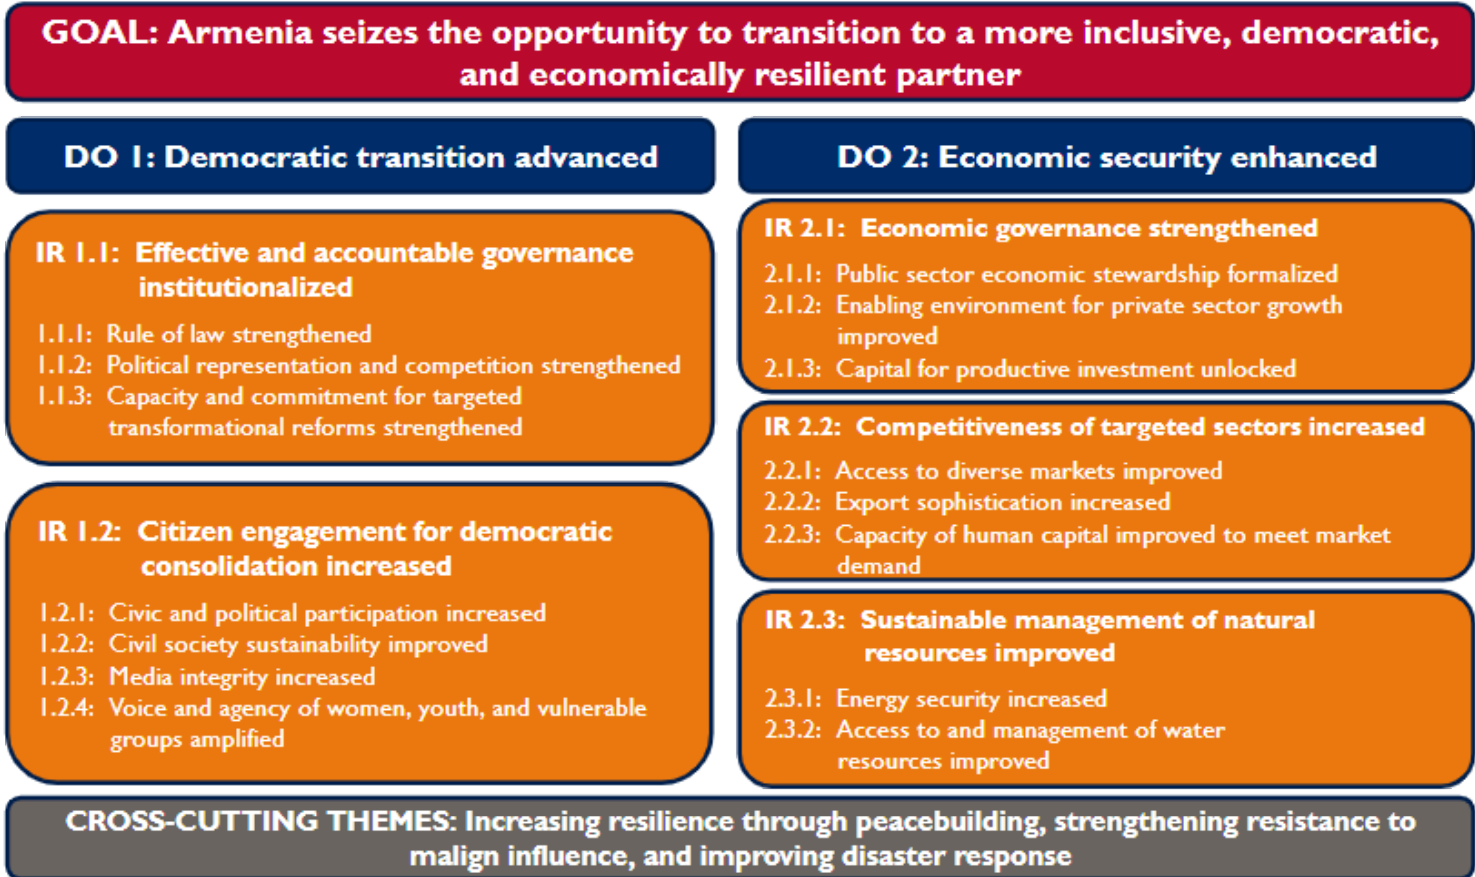 GOAL: Armenia seizes the opportunity to transition to a more inclusive, democratic,
and economically resilient partner
DO 1: Democratic transition advanced
IR 1.1: Effective and accountable governance
institutionalized
1.1.1: Rule of law strengthened
1.1.2: Political representation and competition strengthened
1.1.3: Capacity and commitment for targeted
transformational reforms strengthened
IR 1.2: Citizen engagement for democratic
consolidation increased
1.2.1: Civic and political participation increased
1.2.2: Civil society sustainability improved
1.2.3: Media integrity increased
1.2.4: Voice and agency of women, youth, and vulnerable
groups amplified
DO 2: Economic security enhanced
IR 2.1: Economic governance strengthened
2.1.1: Public sector economic stewardship formalized
2.1.2: Enabling environment for private sector growth
improved
2.1.3: Capital for productive investment unlocked
IR 2.2: Competitiveness of targeted sectors increased
2.2.1: Access to diverse markets improved
2.2.2: Export sophistication increased
2.2.3: Capacity of human capital improved to meet market
demand
IR 2.3: Sustainable management of natural
resources improved
2.3.1: Energy security increased
2.3.2: Access to and management of water
resources improved
CROSS-CUTTING THEMES: Increasing resilience through peacebuilding, strengthening resistance to
malign influence, and improving disaster response